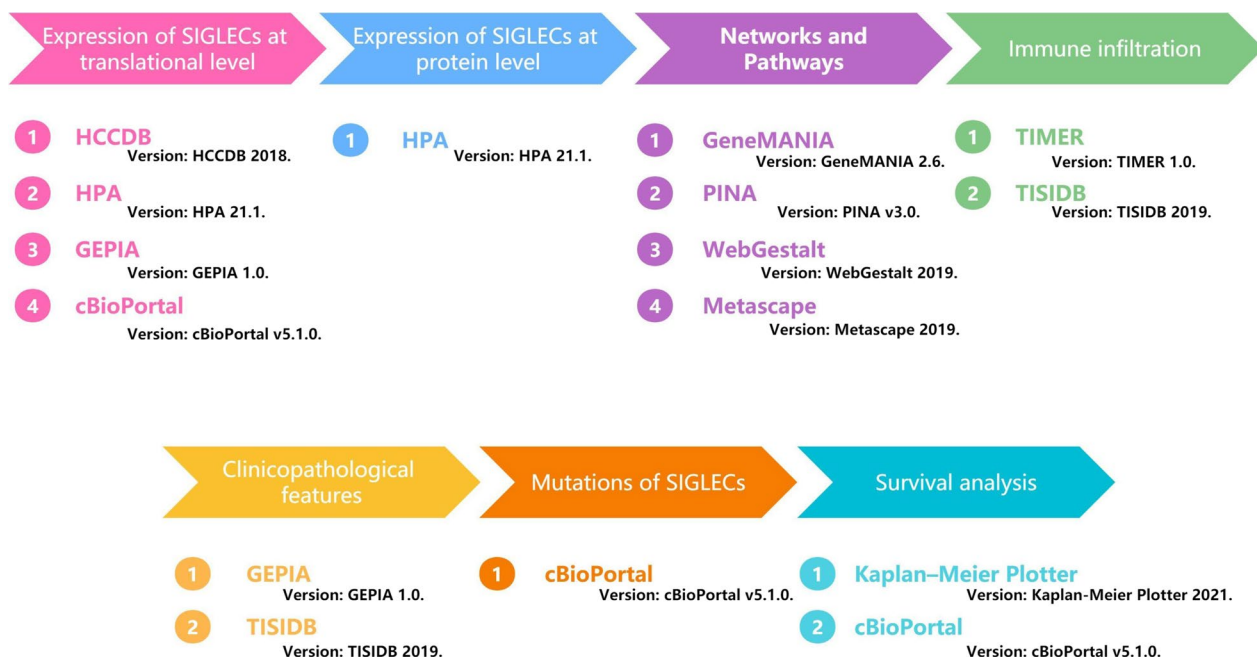 Expression of SIGLECs at
translational level
1 HCCDB
Version: HCCDB 2018.
2 HPA
Version: HPA 21.1.
3 GEPIA
Version: GEPIA 1.0.
4 cBioPortal
Version: cBioPortal v5.1.0.
Expression of SIGLECs at
protein level
1 HPA
Version: HPA 21.1.
Networks and
Pathways
1 GeneMANIA
Version: GeneMANIA 2.6.
2 PINA
Version: PINA v3.0.
3 WebGestalt
Version: WebGestalt 2019.
4 Metascape
Version: Metascape 2019.
Immune infiltration
1 TIMER
Version: TIMER 1.0.
2 TISIDB
Version: TISIDB 2019.
Clinicopathological
features
1 GEPIA
Version: GEPIA 1.0.
2 TISIDB
Version: TISIDB 2019.
Mutations of SIGLECs
1 cBioPortal
Version: cBioPortal v5.1.0.
Survival analysis
1 Kaplan–Meier Plotter
Version: Kaplan-Meier Plotter 2021.
2 cBioPortal
Version: cBioPortal v5.1.0.